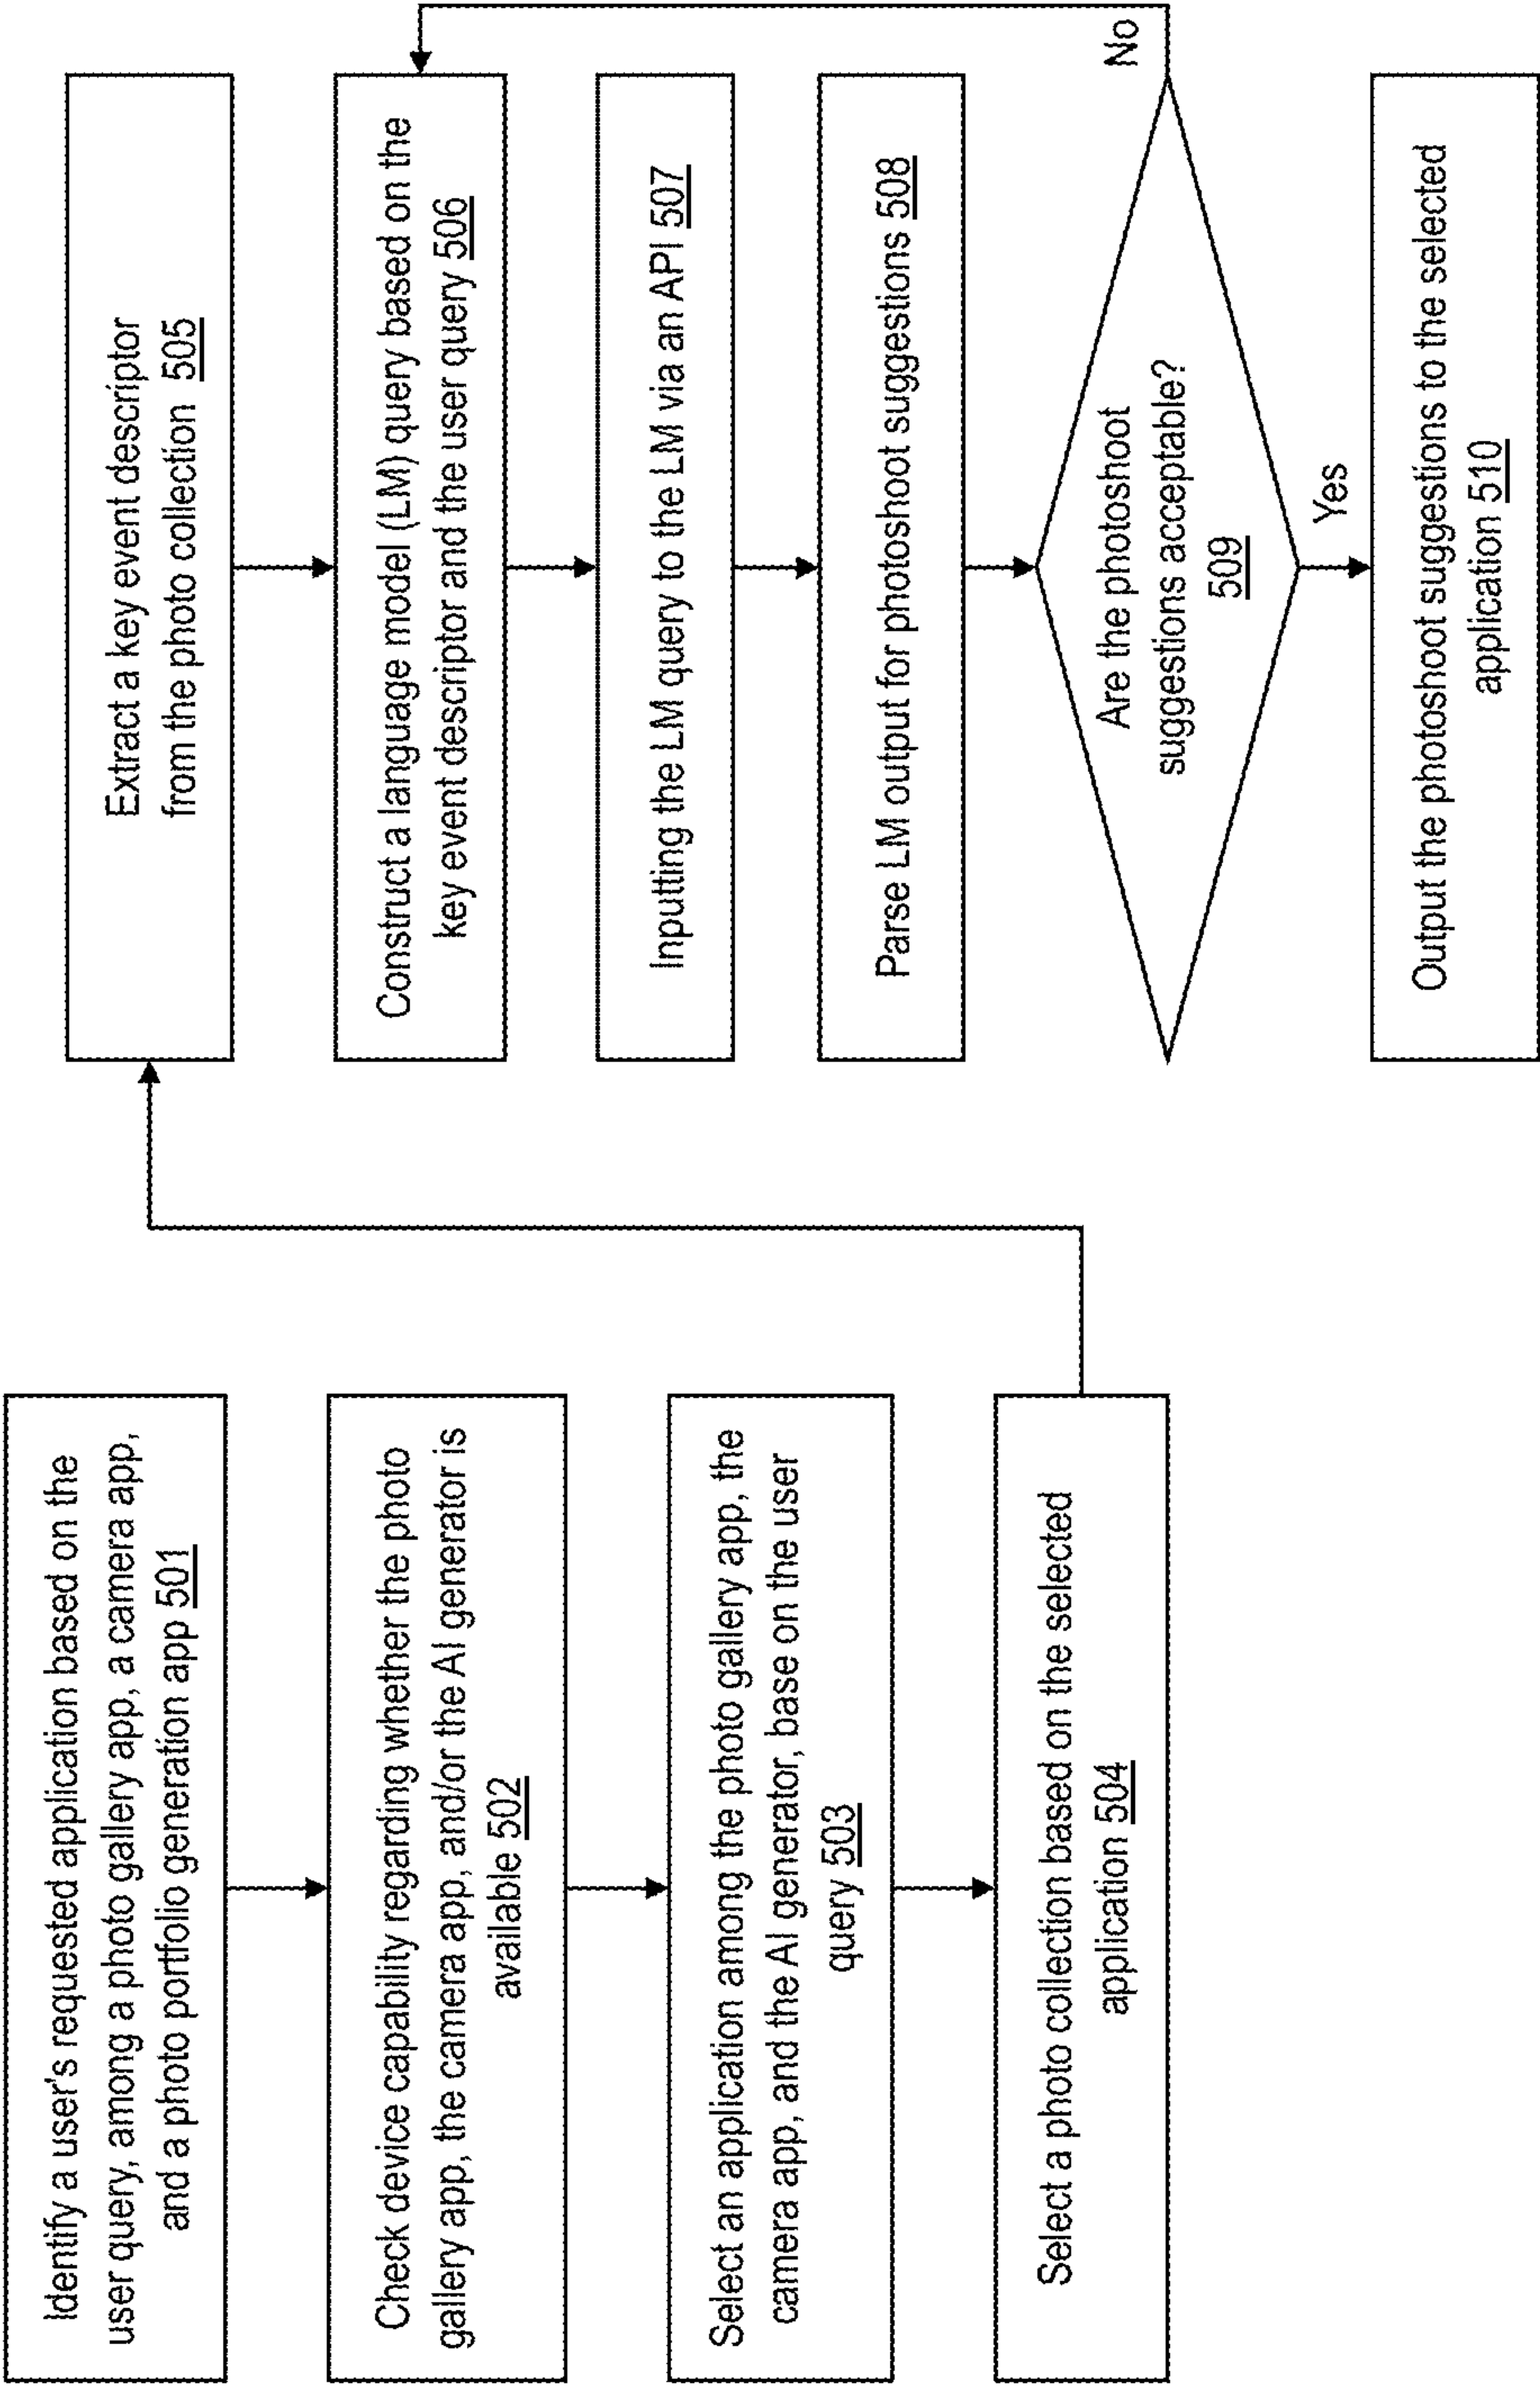 Identify a user's requested application based on the
user query, among a photo gallery app, a camera app,
and a photo portfolio generation app 501
Check device capability regarding whether the photo
gallery app, the camera app, and/or the AI generator is
available 502
Select an application among the photo gallery app, the
camera app, and the AI generator, base on the user
query 503
Select a photo collection based on the selected
application 504
Extract a key event descriptor
from the photo collection 505
Construct a language model (LM) query based on the
key event descriptor and the user query 506
Inputting the LM query to the LM via an API 507
Parse LM output for photoshoot suggestions 508
Are the photoshoot
suggestions acceptable?
509
No
Yes
Output the photoshoot suggestions to the selected
application 510